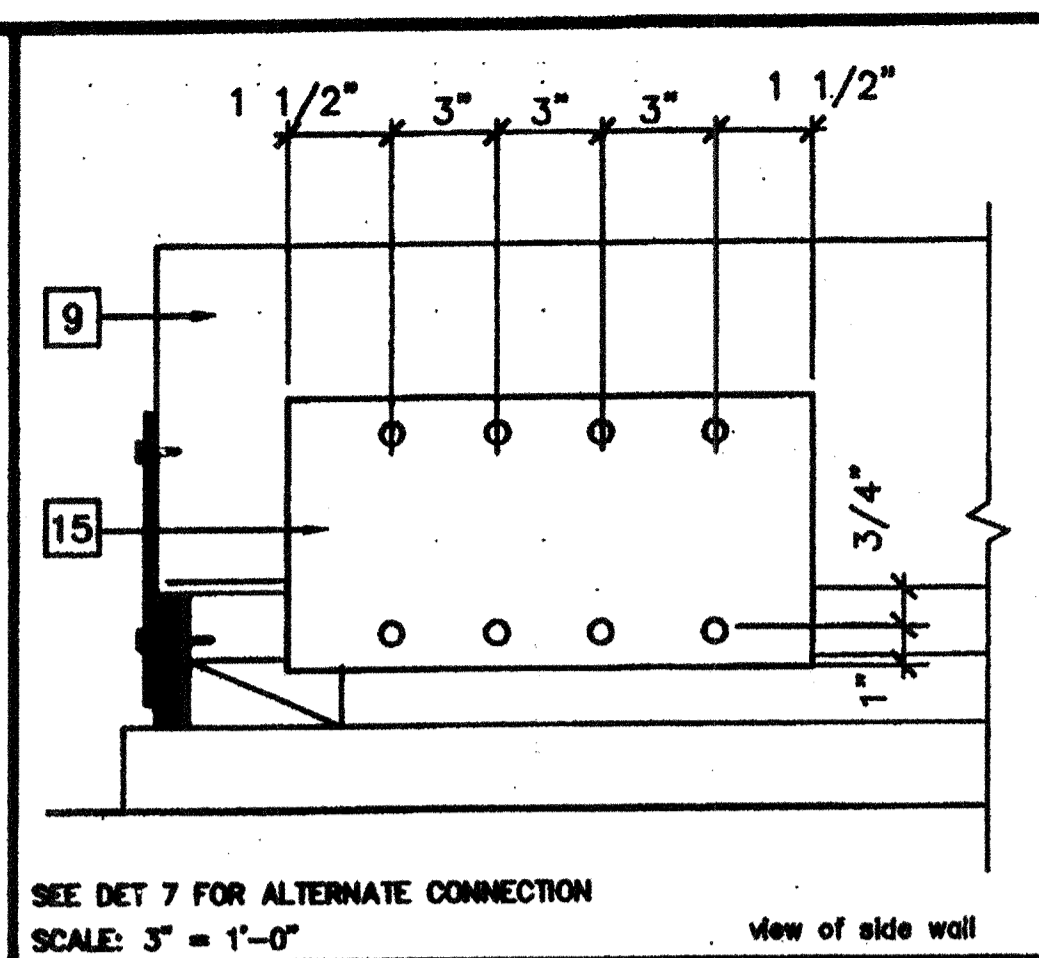 1 1/2" 3" 3" 3" 1 1/2"
9
15
3/4"
1"
SEE DET 7 FOR ALTERNATE CONNECTION
SCALE: 3" = 1'-0"
view of side wall